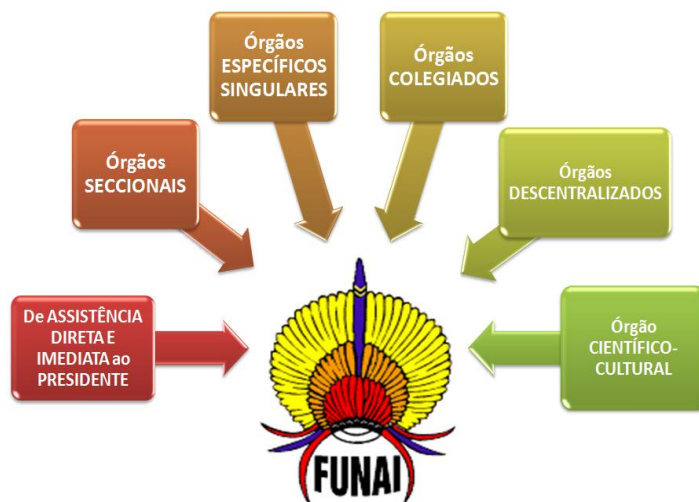 De ASSISTÊNCIA
DIRETA E
IMEDIATA ao
PRESIDENTE
Órgãos
SECCIONAIS
Órgãos
ESPECÍFICOS
SINGULARES
Órgãos
COLEGIADOS
Órgãos
DESCENTRALIZADOS
Órgão
CIENTÍFICO-
CULTURAL
FUNAI